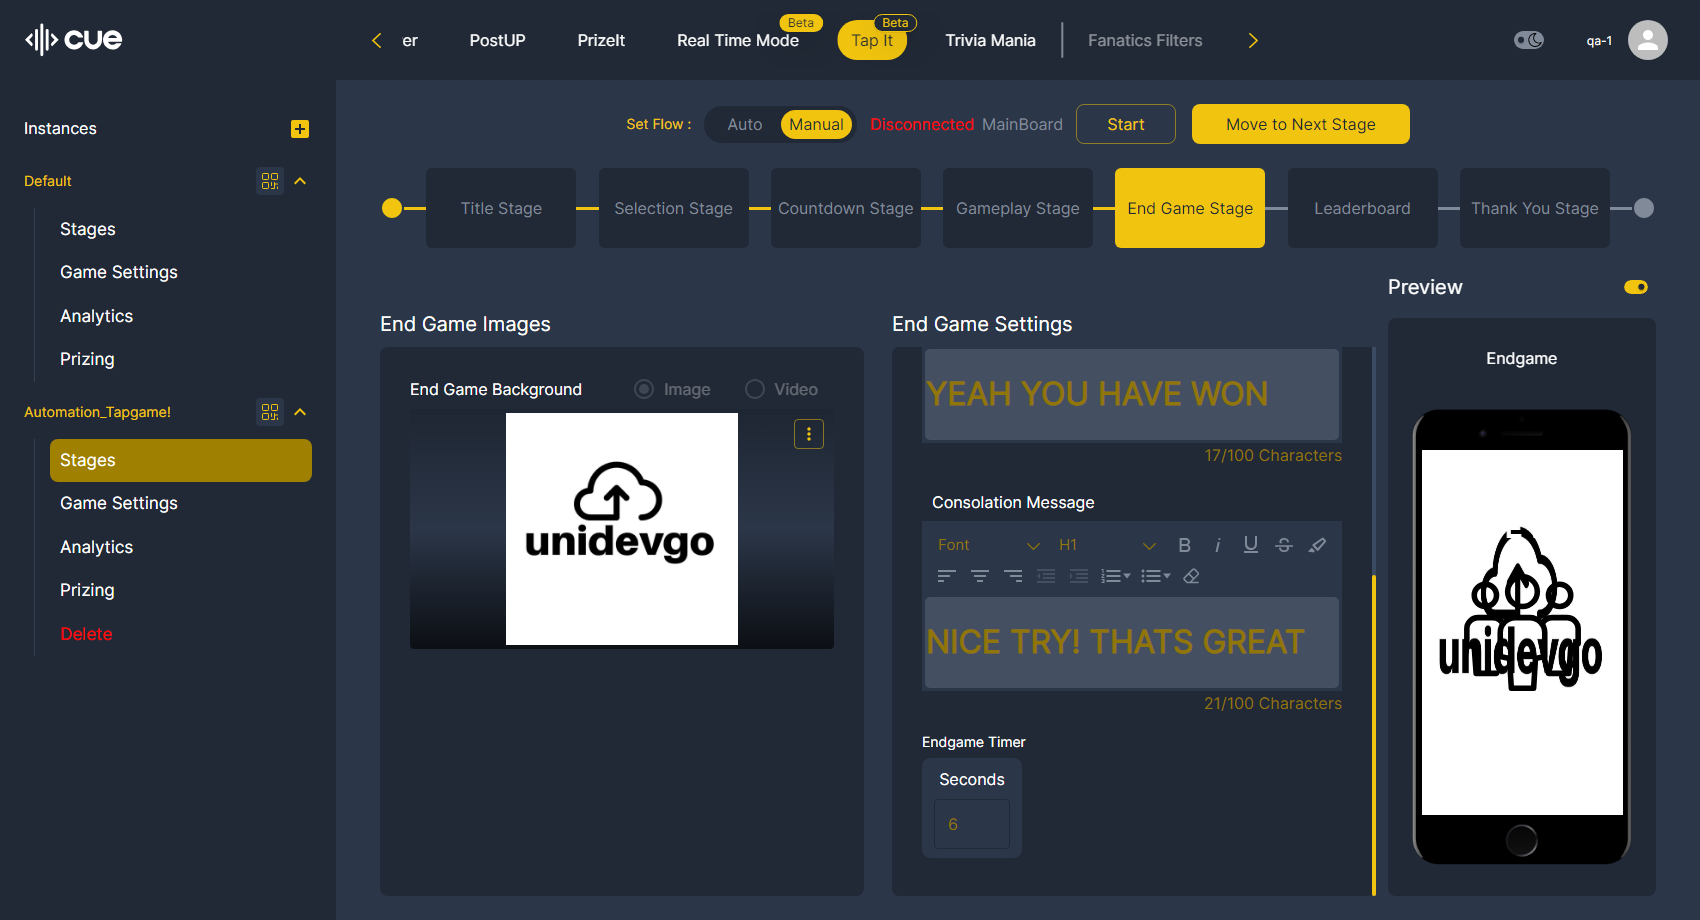 cue
er
PostUP
PrizeIt
Real Time Mode
Beta
Tap It
Beta
Trivia Mania
Fanatics Filters
qa-1
Instances
Default
Stages
Game Settings
Analytics
Prizing
Automation_Tapgame!
Stages
Game Settings
Analytics
Prizing
Delete
Set Flow :
Auto
Manual
Disconnected MainBoard
Start
Move to Next Stage
Title Stage
Selection Stage
Countdown Stage
Gameplay Stage
End Game Stage
Leaderboard
Thank You Stage
End Game Images
End Game Background
Image
Video
unidevgo
End Game Settings
YEAH YOU HAVE WON
17/100 Characters
Consolation Message
Font
H1
B
i
U
S
NICE TRY! THATS GREAT
21/100 Characters
Endgame Timer
Seconds
6
Preview
Endgame
unidevgo